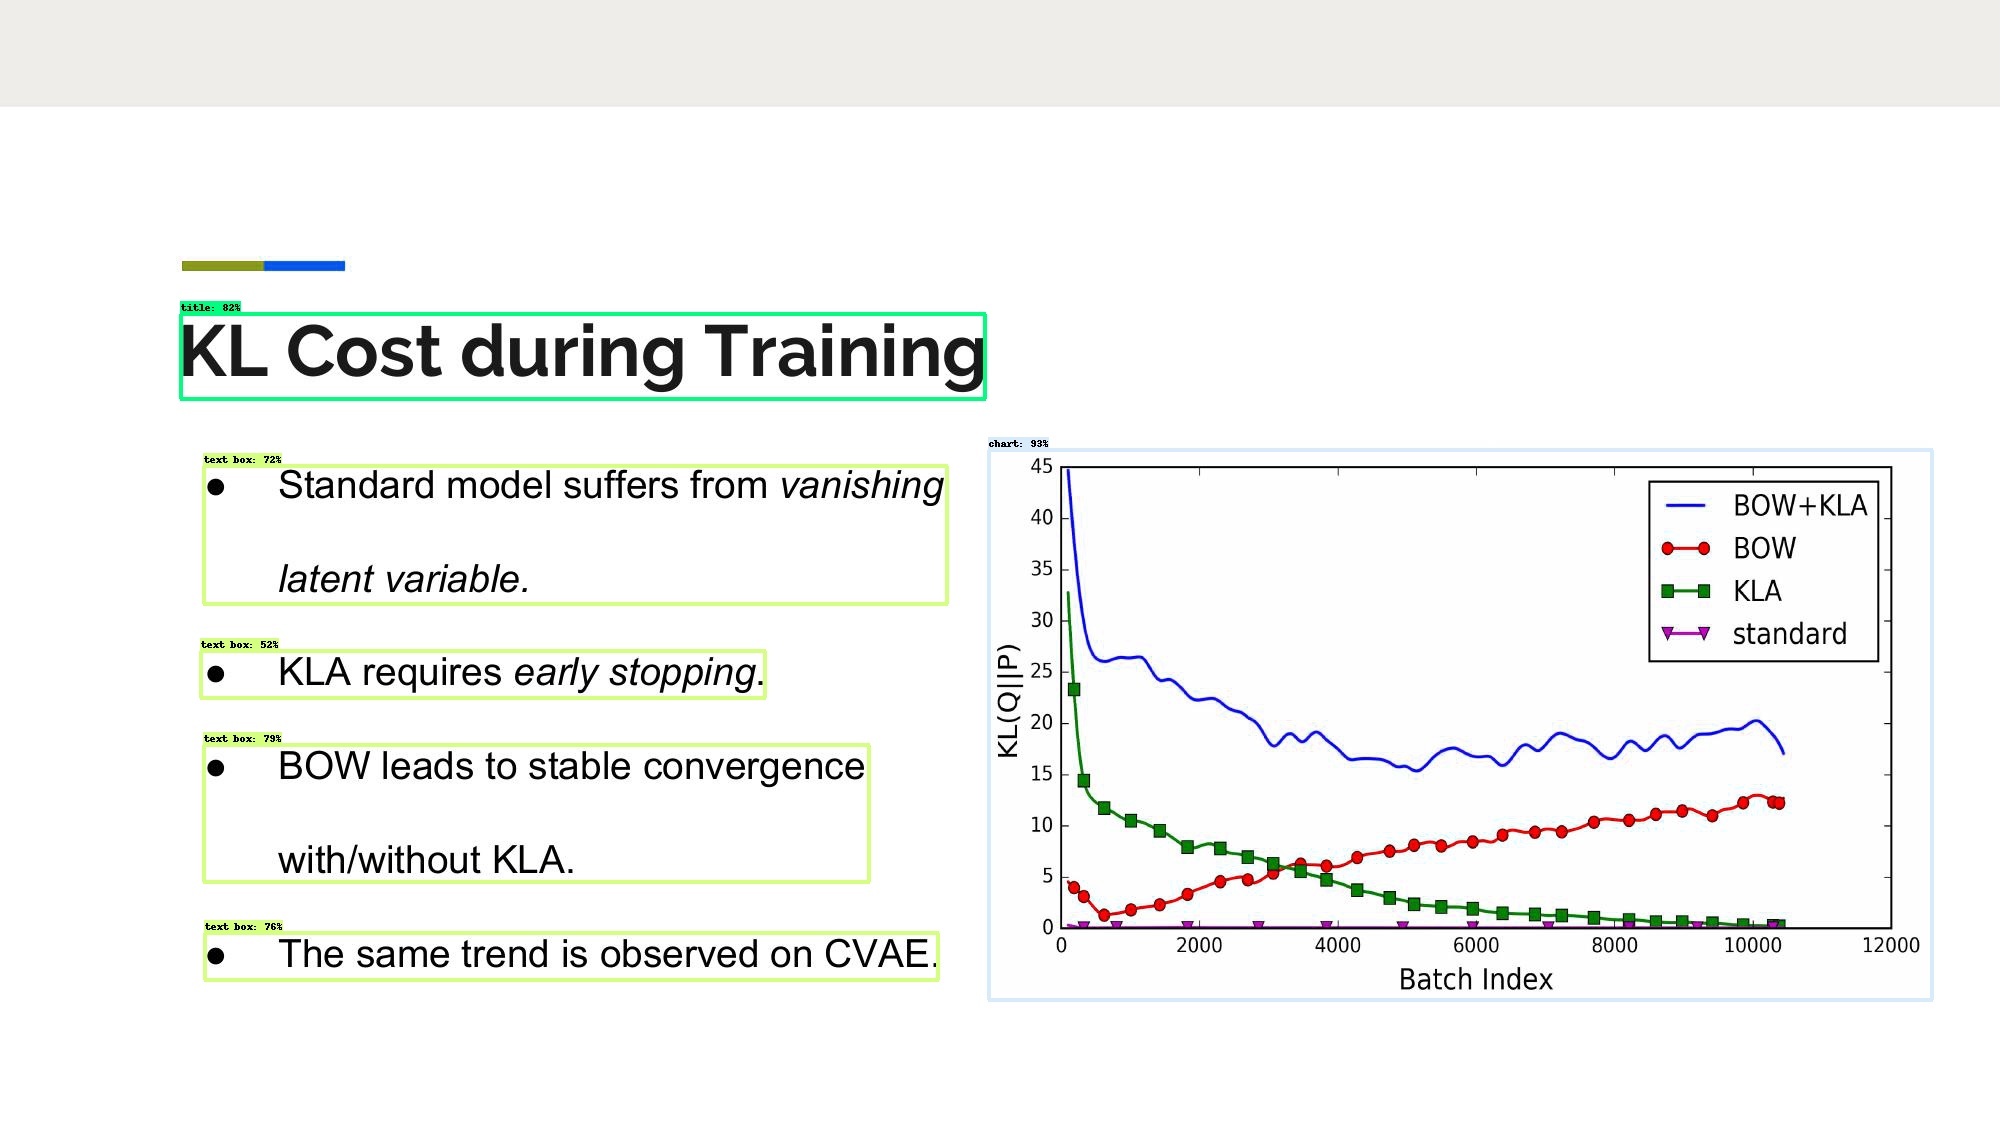 title: 82%
KL Cost during Training
text box: 72%
● Standard model suffers from vanishing
latent variable.
text box: 52%
● KLA requires early stopping.
text box: 79%
● BOW leads to stable convergence
with/without KLA.
text box: 76%
● The same trend is observed on CVAE.
chart: 93%
45
40
35
30
25
20
15
10
5
0
KL(Q||P)
BOW+KLA
BOW
KLA
standard
0 2000 4000 6000 8000 10000 12000
Batch Index